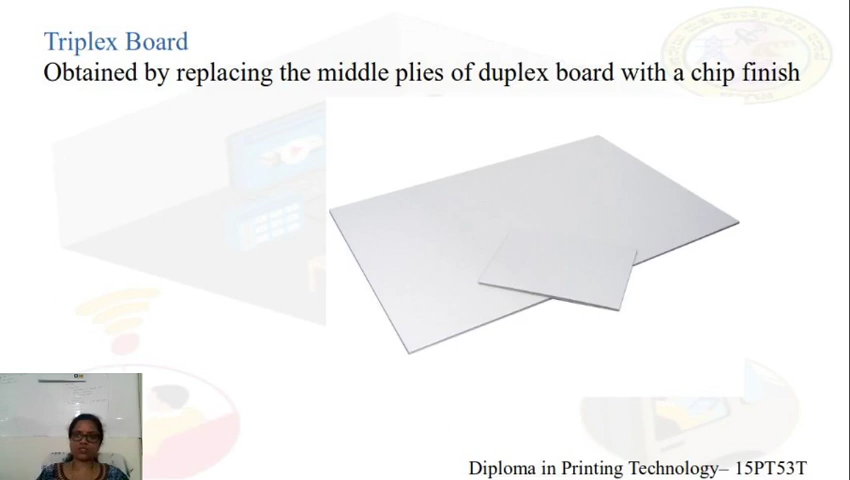 Triplex Board
Obtained by replacing the middle plies of duplex board with a chip finish
Diploma in Printing Technology– 15PT53T